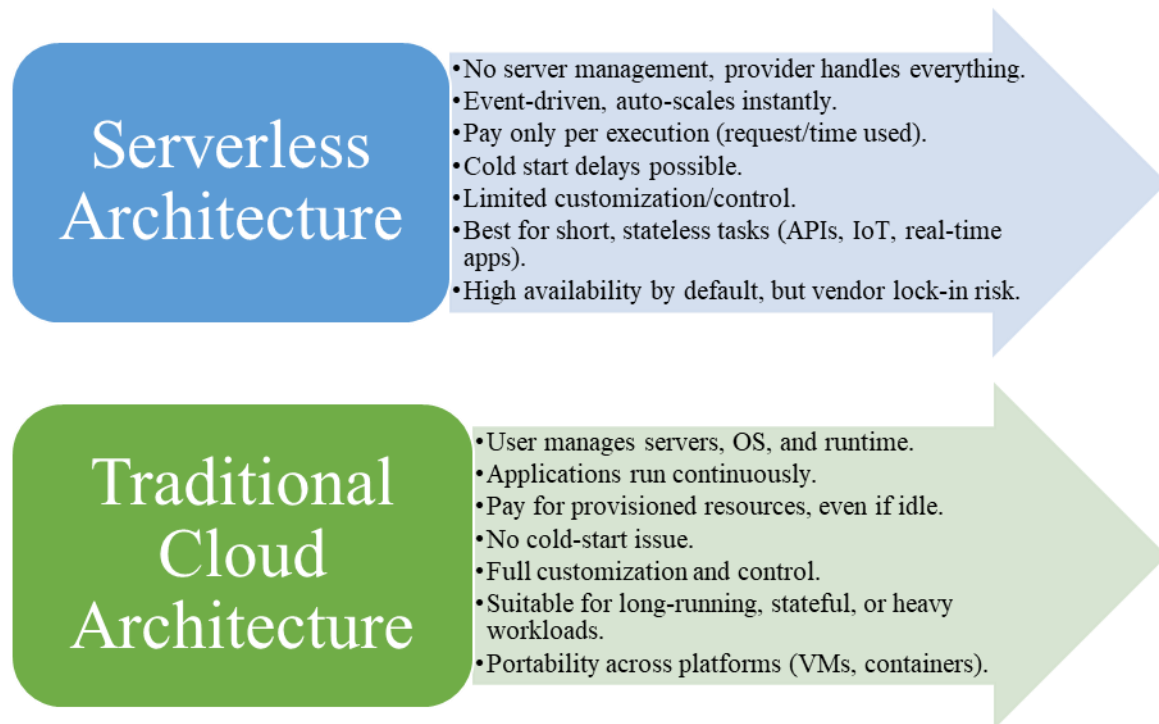 Serverless
Architecture
•No server management, provider handles everything.
•Event-driven, auto-scales instantly.
•Pay only per execution (request/time used).
•Cold start delays possible.
•Limited customization/control.
•Best for short, stateless tasks (APIs, IoT, real-time
apps).
•High availability by default, but vendor lock-in risk.
Traditional
Cloud
Architecture
•User manages servers, OS, and runtime.
•Applications run continuously.
•Pay for provisioned resources, even if idle.
•No cold-start issue.
•Full customization and control.
•Suitable for long-running, stateful, or heavy
workloads.
•Portability across platforms (VMs, containers).